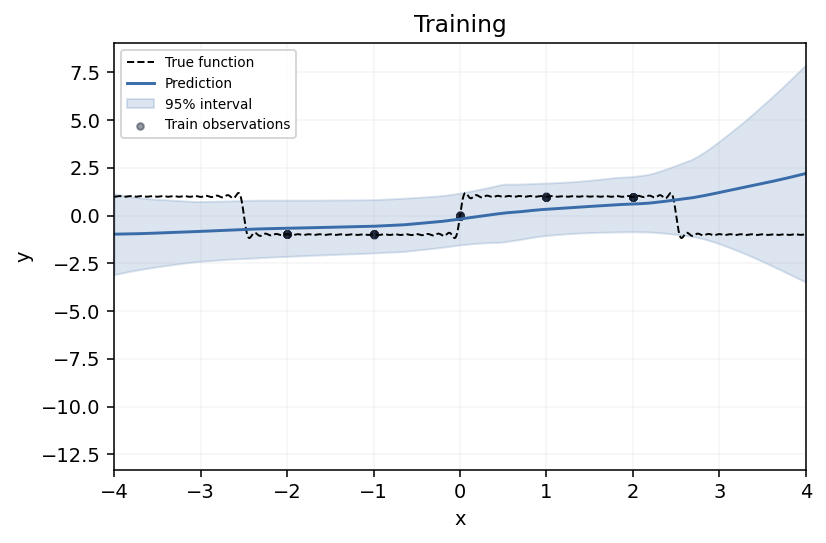 Training
True function
Prediction
95% interval
Train observations
7.5
5.0
2.5
0.0
−2.5
−5.0
−7.5
−10.0
−12.5
y
−4 −3 −2 −1 0 1 2 3 4
x